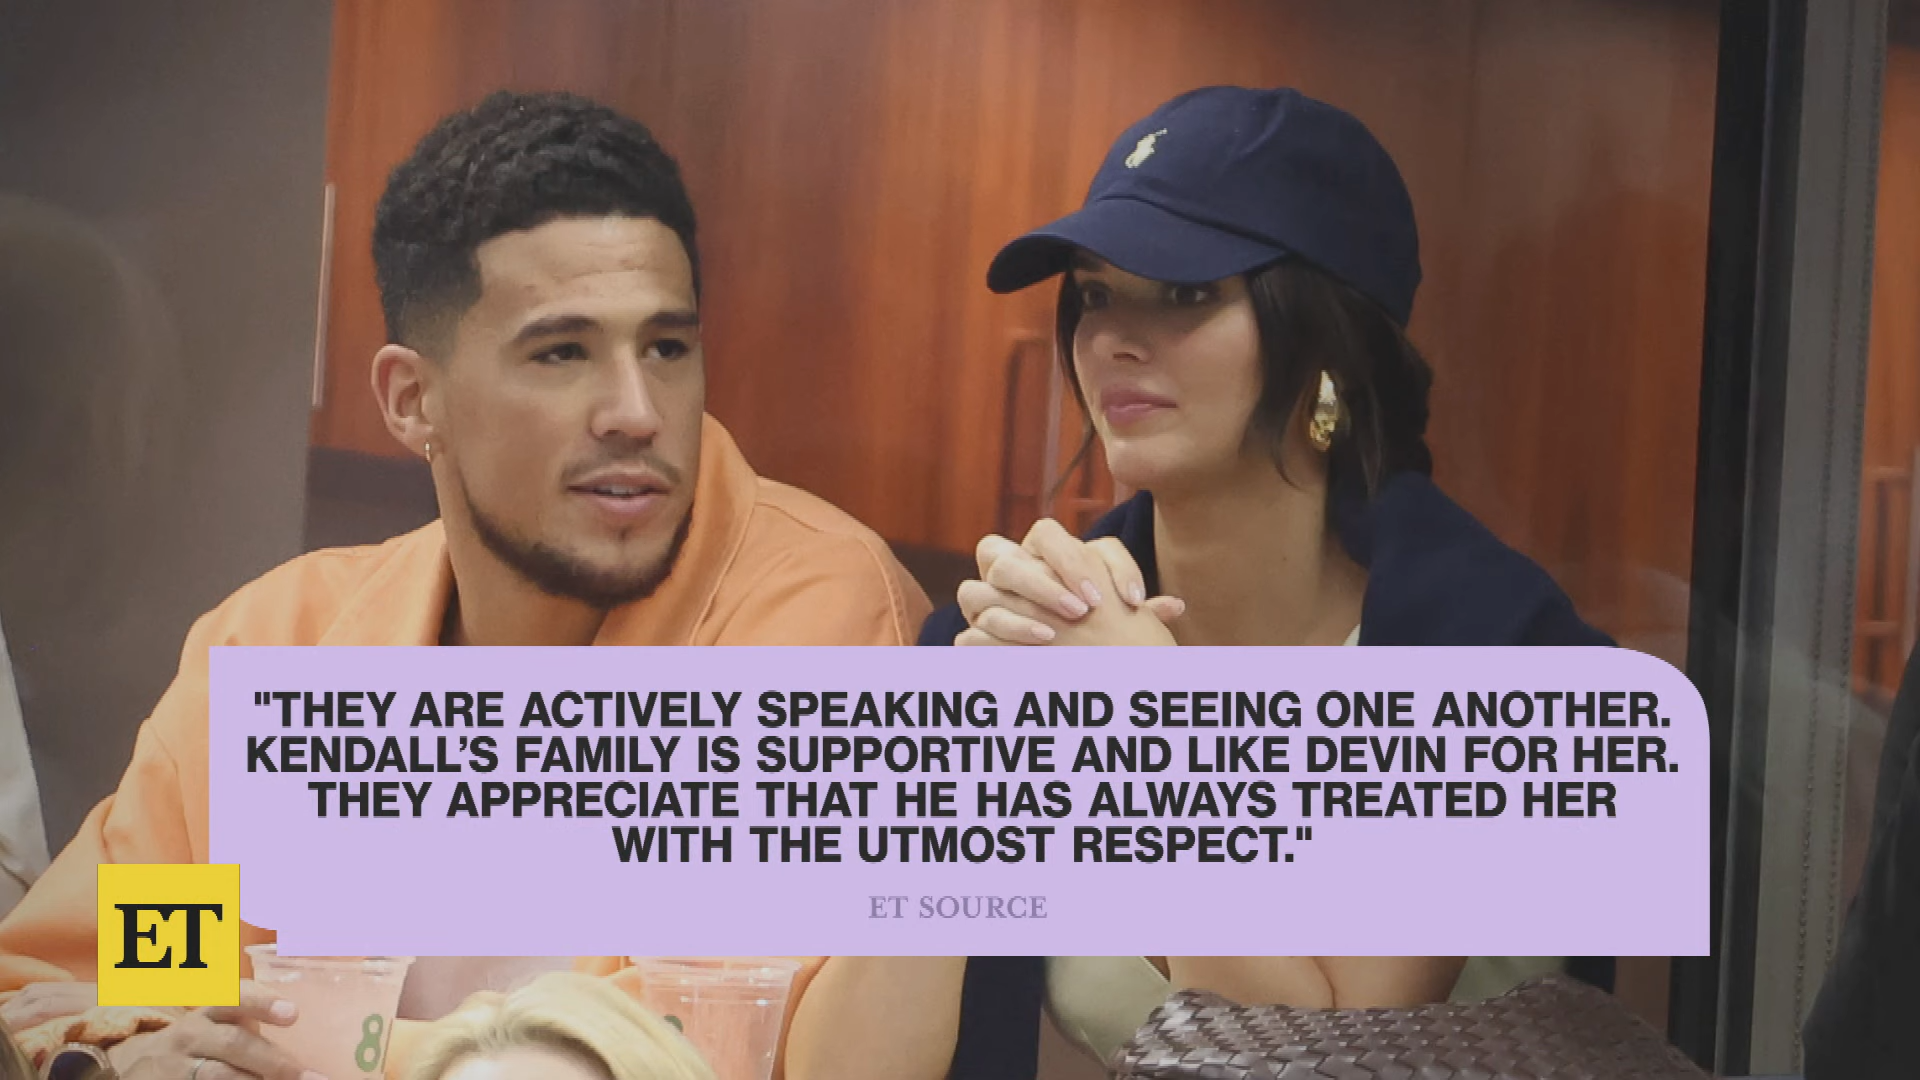 "THEY ARE ACTIVELY SPEAKING AND SEEING ONE ANOTHER.
KENDALL'S FAMILY IS SUPPORTIVE AND LIKE DEVIN FOR HER.
THEY APPRECIATE THAT HE HAS ALWAYS TREATED HER
WITH THE UTMOST RESPECT."
ET SOURCE
ET
8